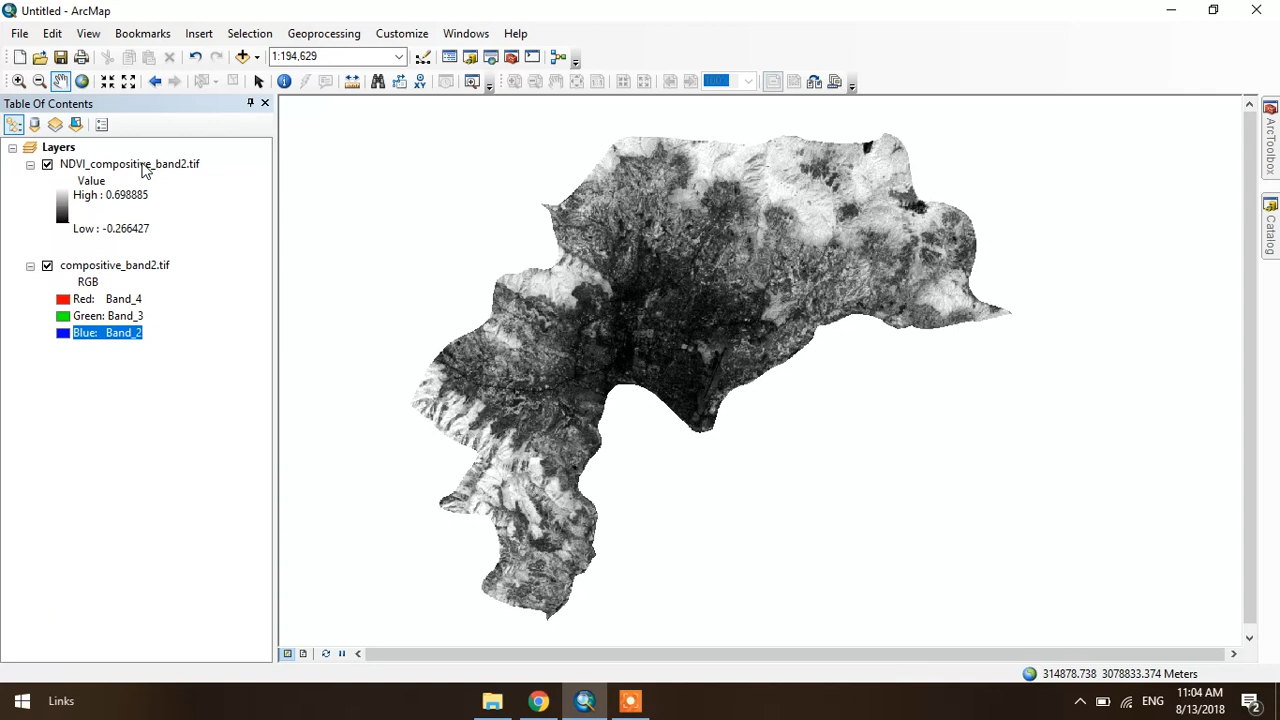 Untitled - ArcMap
File Edit View Bookmarks Insert Selection Geoprocessing Customize Windows Help
1:194,629
Table Of Contents
Layers
NDVI_compositive_band2.tif
Value
High : 0.698885
Low : -0.266427
compositive_band2.tif
RGB
Red: Band_4
Green: Band_3
Blue: Band_2
ArcToolbox
Catalog
314878.738 3078833.374 Meters
Links
ENG
11:04 AM
8/13/2018
2